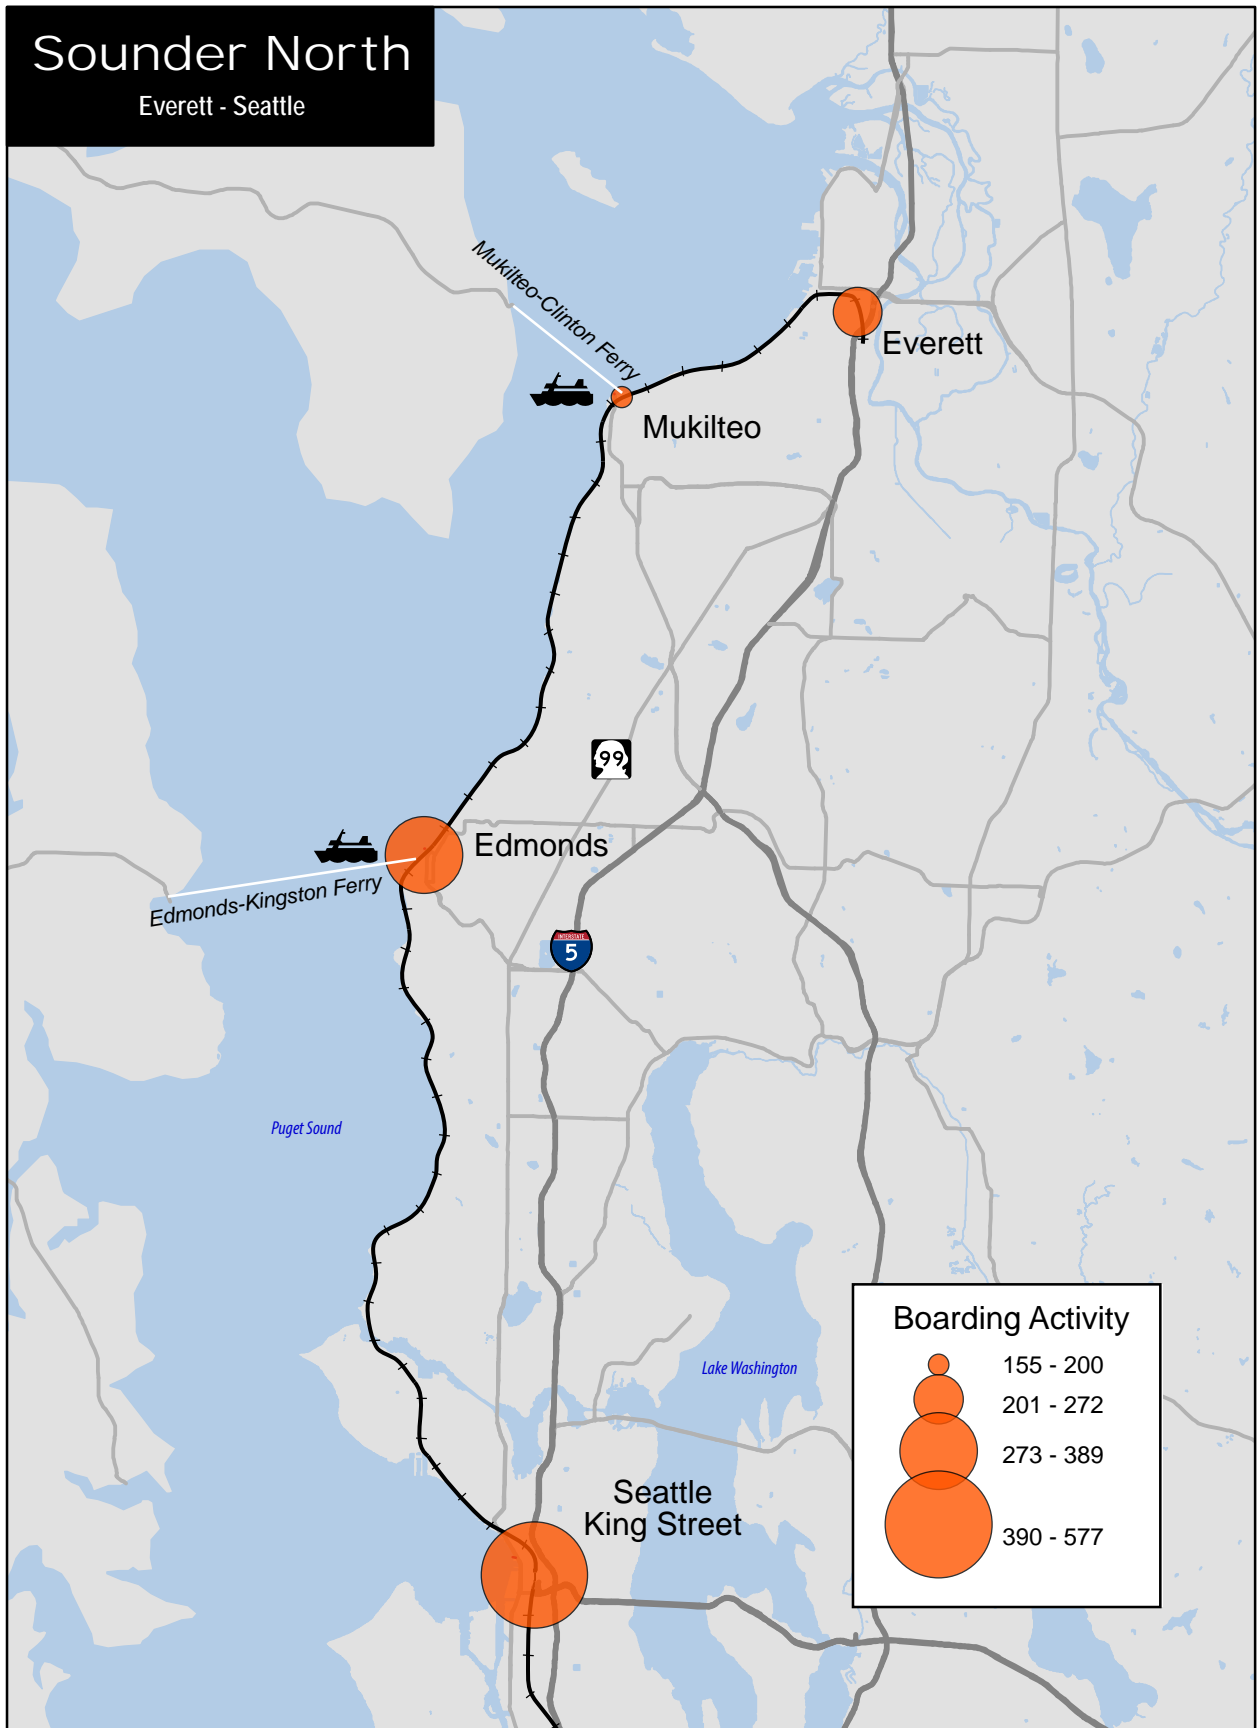 Sounder North
Everett - Seattle
Mukilteo-Clinton Ferry
Everett
Mukilteo
99
Edmonds
Edmonds-Kingston Ferry
INTERSTATE
5
Puget Sound
Lake Washington
Seattle
King Street
Boarding Activity
155 - 200
201 - 272
273 - 389
390 - 577